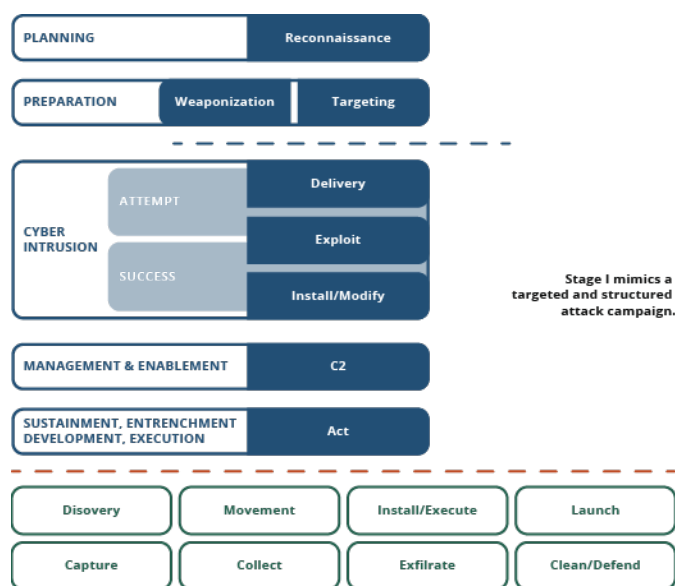 PLANNING
Reconnaissance
PREPARATION
Weaponization
Targeting
CYBER
INTRUSION
ATTEMPT
SUCCESS
Delivery
Exploit
Install/Modify
Stage I mimics a
targeted and structured
attack campaign.
MANAGEMENT & ENABLEMENT
C2
SUSTAINMENT, ENTRENCHMENT
DEVELOPMENT, EXECUTION
Act
Disovery
Movement
Install/Execute
Launch
Capture
Collect
Exfilrate
Clean/Defend